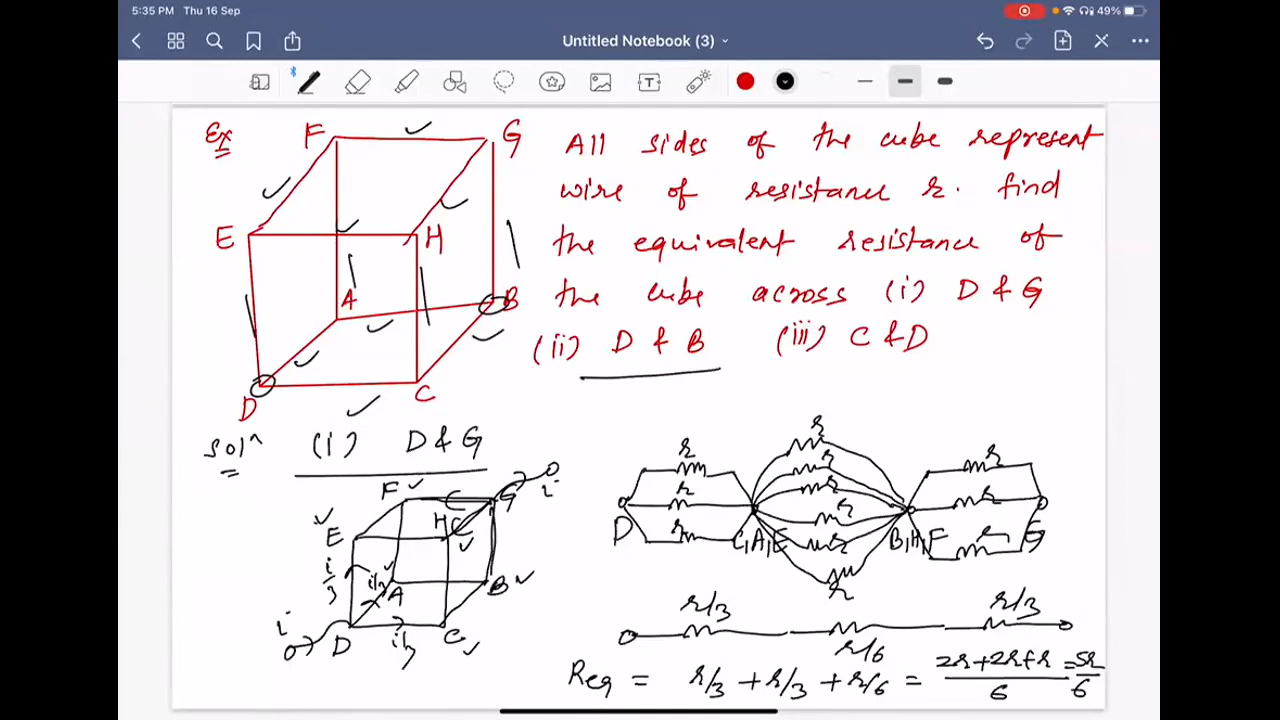 5:35 PM Thu 16 Sep
49%
Untitled Notebook (3)
Ex
F G
E H
A B
D C
All sides of the cube represent
wire of resistance r. find
the equivalent resistance of
the cube across (i) D & G
(ii) D & B (iii) C & D
Solⁿ (i) D & G
F G i
E H
i/3 i/3 A B
i D i/3 C
r r r
r r r
r r r
D C,A,E B,H,F G
r r
r
r/3 r/6 r/3
Req = r/3 + r/3 + r/6 = (2r+2r+r)/6 = 5r/6